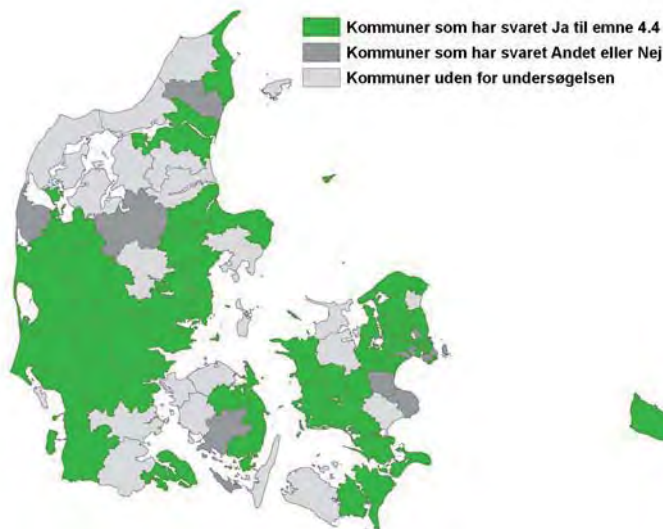 Kommuner som har svaret Ja til emne 4.4
Kommuner som har svaret Andet eller Nej
Kommuner uden for undersøgelsen